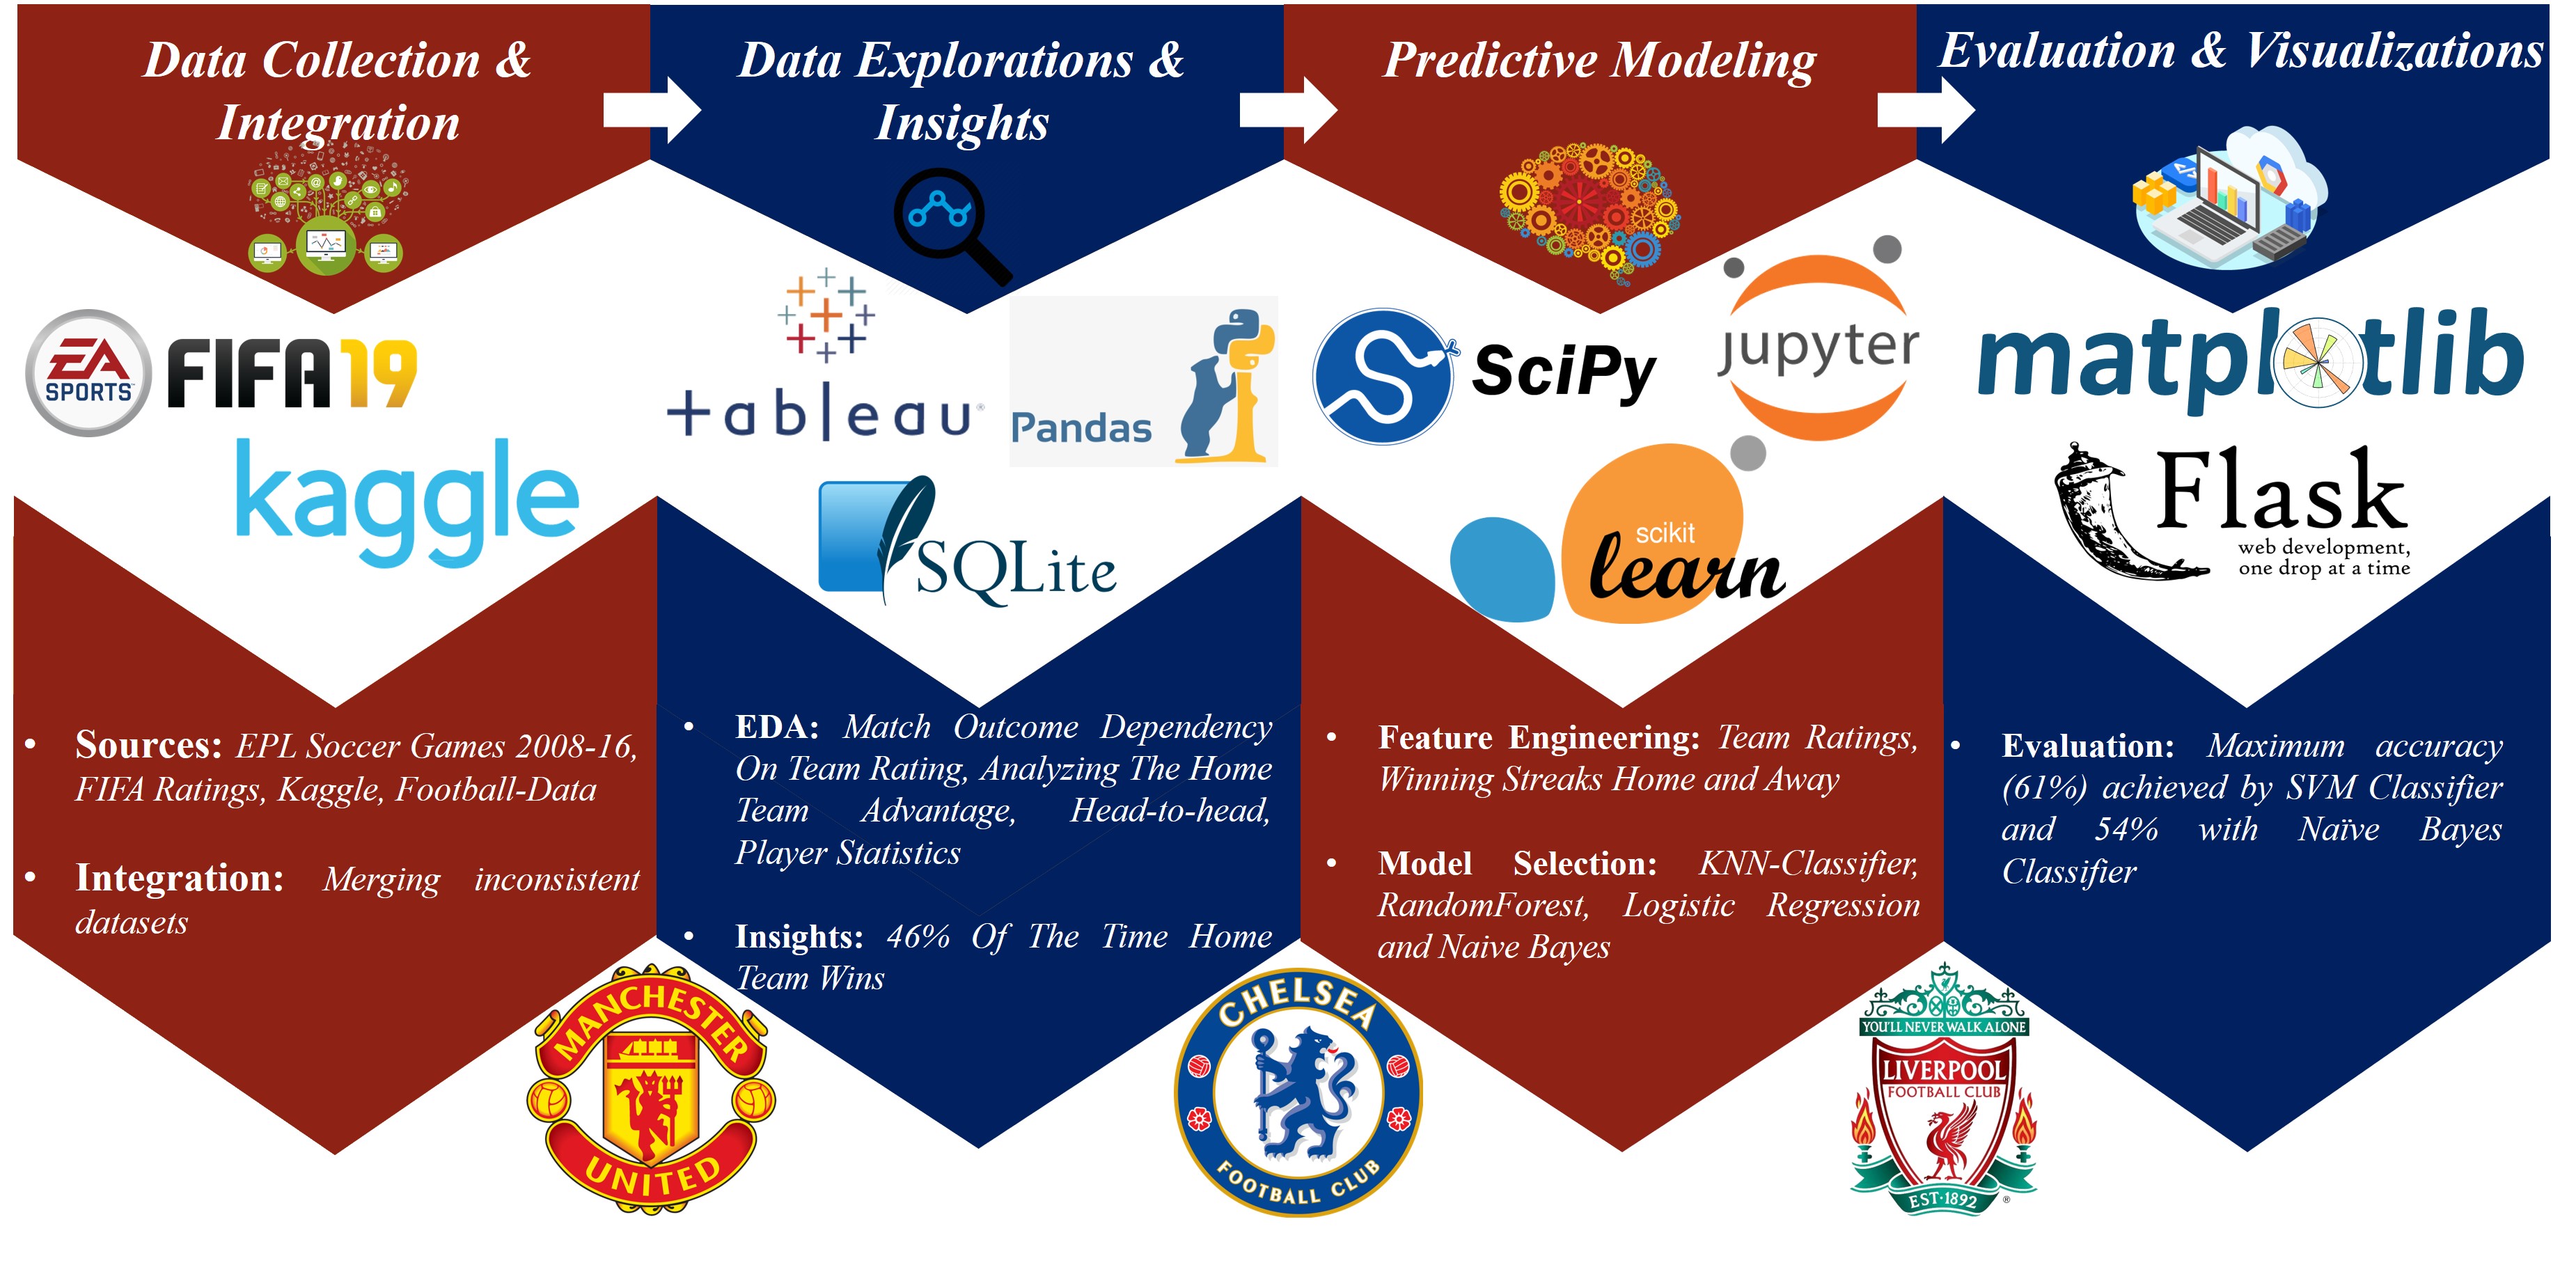 Data Collection &
Integration
Data Explorations &
Insights
Predictive Modeling
Evaluation & Visualizations
EA
SPORTS™
FIFA 19
kaggle
+ableau®
Pandas
SQLite
SciPy
jupyter
scikit
learn
matplotlib
Flask
web development,
one drop at a time
• Sources: EPL Soccer Games 2008-16,
FIFA Ratings, Kaggle, Football-Data
• Integration: Merging inconsistent
datasets
• EDA: Match Outcome Dependency
On Team Rating, Analyzing The Home
Team Advantage, Head-to-head,
Player Statistics
• Insights: 46% Of The Time Home
Team Wins
• Feature Engineering: Team Ratings,
Winning Streaks Home and Away
• Model Selection: KNN-Classifier,
RandomForest, Logistic Regression
and Naive Bayes
• Evaluation: Maximum accuracy
(61%) achieved by SVM Classifier
and 54% with Naïve Bayes
Classifier
MANCHESTER
UNITED
CHELSEA
FOOTBALL CLUB
YOU'LL NEVER WALK ALONE
LIVERPOOL
FOOTBALL CLUB
EST·1892
®